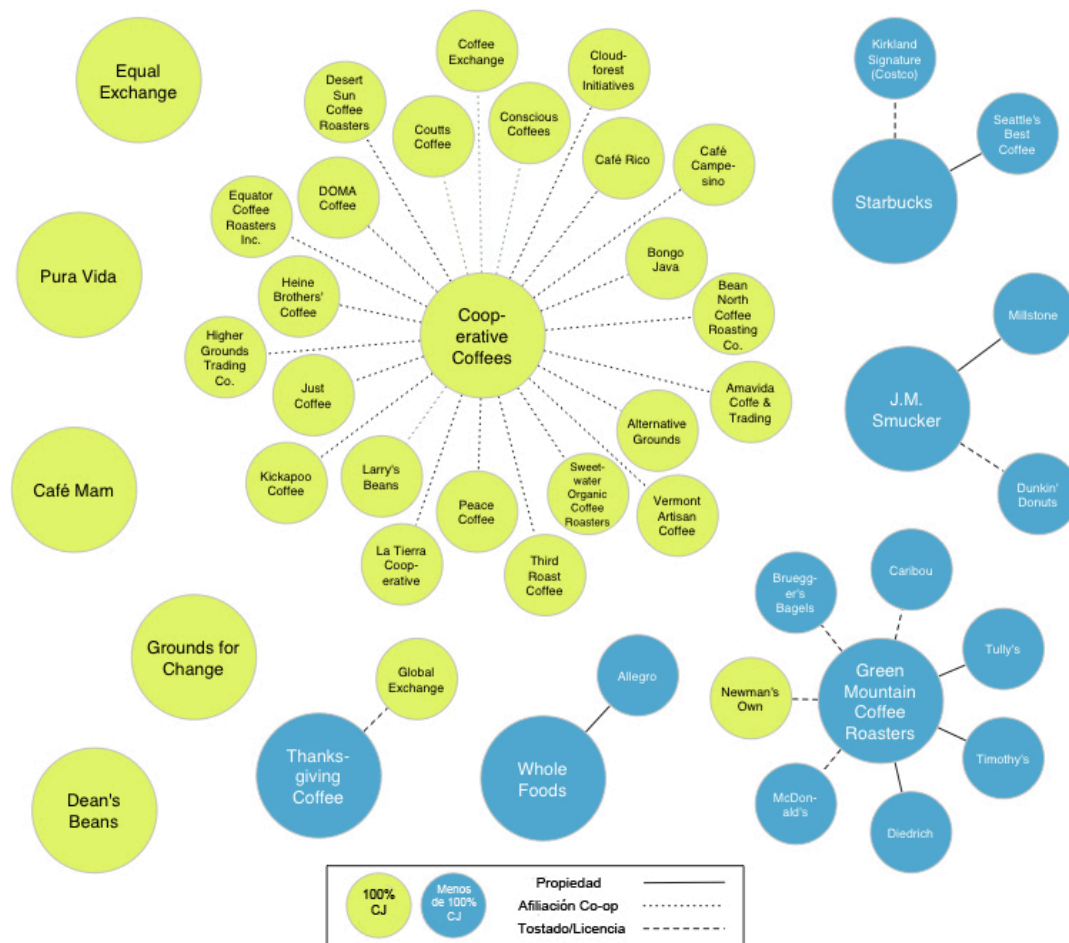 Equal
Exchange
Pura Vida
Café Mam
Grounds for
Change
Dean's
Beans
Desert
Sun
Coffee
Roasters
Coutts
Coffee
Coffee
Exchange
Conscious
Coffees
Cloud-
forest
Initiatives
Café Rico
Café
Campe-
sino
Equator
Coffee
Roasters
Inc.
DOMA
Coffee
Heine
Brothers'
Coffee
Higher
Grounds
Trading
Co.
Just
Coffee
Kickapoo
Coffee
Larry's
Beans
La Tierra
Coop-
erative
Peace
Coffee
Third
Roast
Coffee
Sweet-
water
Organic
Coffee
Roasters
Vermont
Artisan
Coffee
Alternative
Grounds
Amavida
Coffe &
Trading
Bean
North
Coffee
Roasting
Co.
Bongo
Java
Coop-
erative
Coffees
Kirkland
Signature
(Costco)
Seattle's
Best
Coffee
Starbucks
Millstone
J.M.
Smucker
Dunkin'
Donuts
Bruegg-
er's
Bagels
Caribou
Tully's
Newman's
Own
Green
Mountain
Coffee
Roasters
Timothy's
McDon-
ald's
Diedrich
Global
Exchange
Thanks-
giving
Coffee
Allegro
Whole
Foods
100%
CJ
Menos
de 100%
CJ
Propiedad
Afiliación Co-op
Tostado/Licencia